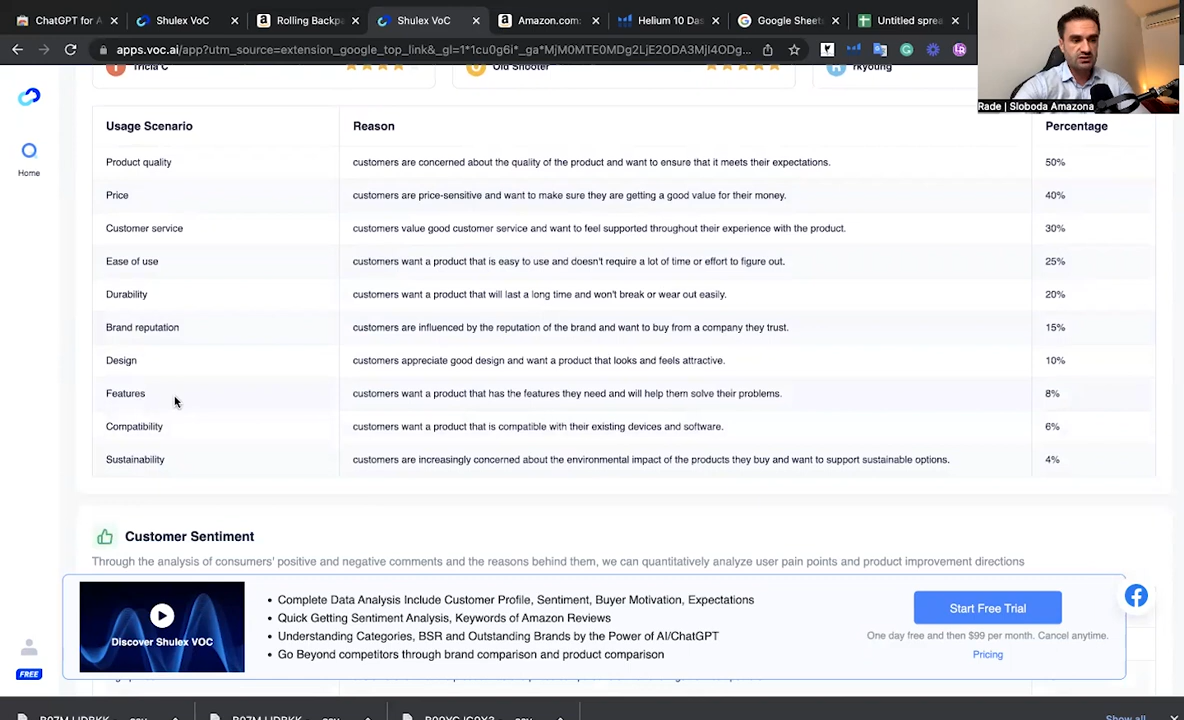 ChatGPT for A
Shulex VoC
Rolling Backpa
Shulex VoC
Amazon.com:
Helium 10 Das
Google Sheets
Untitled sprea
apps.voc.ai/app?utm_source=extension_google_top_link&_gl=1*1cu0g6i*_ga*MjM0MTE0MDg2LjE2ODA3MjI4ODg...
Rade | Sloboda Amazona
Tricia C
Old Shooter
rkyoung
Home
Usage Scenario Reason Percentage
Product quality customers are concerned about the quality of the product and want to ensure that it meets their expectations. 50%
Price customers are price-sensitive and want to make sure they are getting a good value for their money. 40%
Customer service customers value good customer service and want to feel supported throughout their experience with the product. 30%
Ease of use customers want a product that is easy to use and doesn't require a lot of time or effort to figure out. 25%
Durability customers want a product that will last a long time and won't break or wear out easily. 20%
Brand reputation customers are influenced by the reputation of the brand and want to buy from a company they trust. 15%
Design customers appreciate good design and want a product that looks and feels attractive. 10%
Features customers want a product that has the features they need and will help them solve their problems. 8%
Compatibility customers want a product that is compatible with their existing devices and software. 6%
Sustainability customers are increasingly concerned about the environmental impact of the products they buy and want to support sustainable options. 4%
Customer Sentiment
Through the analysis of consumers' positive and negative comments and the reasons behind them, we can quantitatively analyze user pain points and product improvement directions
Discover Shulex VOC
• Complete Data Analysis Include Customer Profile, Sentiment, Buyer Motivation, Expectations
• Quick Getting Sentiment Analysis, Keywords of Amazon Reviews
• Understanding Categories, BSR and Outstanding Brands by the Power of AI/ChatGPT
• Go Beyond competitors through brand comparison and product comparison
Start Free Trial
One day free and then $99 per month. Cancel anytime.
Pricing
FREE
Show all